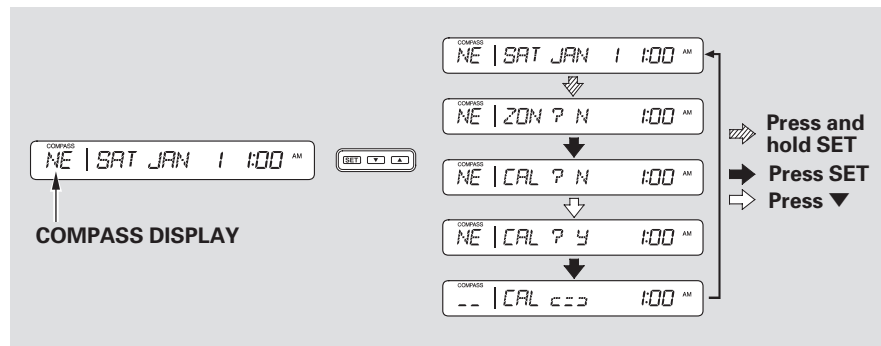 COMPASS
NE SAT JAN 1 1:00 AM
COMPASS DISPLAY
SET ▼ ▲
COMPASS
NE SAT JAN 1 1:00 AM
COMPASS
NE ZON ? N 1:00 AM
COMPASS
NE CAL ? N 1:00 AM
COMPASS
NE CAL ? Y 1:00 AM
COMPASS
-- CAL 1:00 AM
Press and
hold SET
Press SET
Press ▼